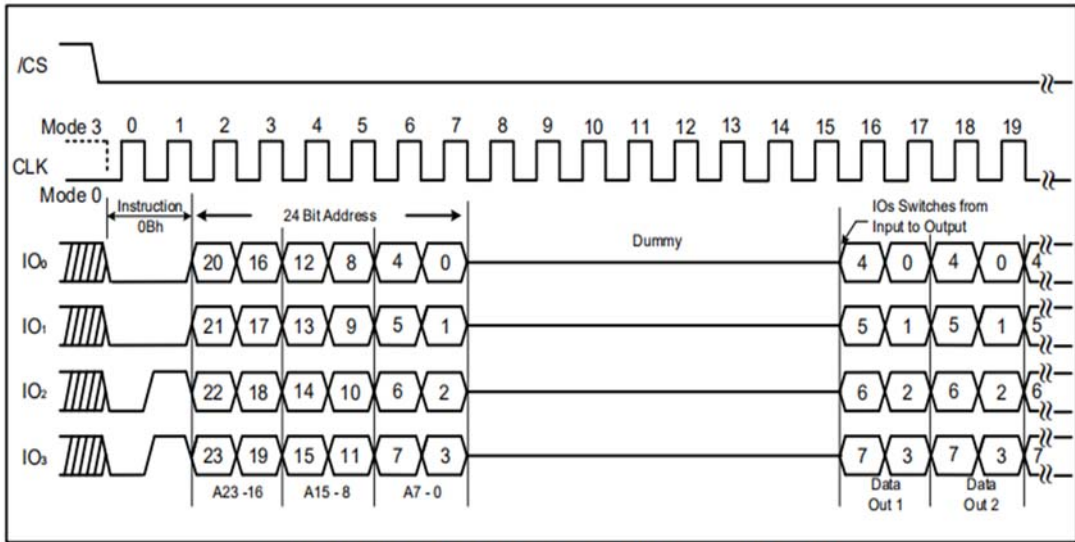 /CS
Mode 3 0 1 2 3 4 5 6 7 8 9 10 11 12 13 14 15 16 17 18 19
CLK
Mode 0
Instruction
0Bh
24 Bit Address
Dummy
IOs Switches from
Input to Output
IO₀ 20 16 12 8 4 0 4 0 4 0 4
IO₁ 21 17 13 9 5 1 5 1 5 1 5
IO₂ 22 18 14 10 6 2 6 2 6 2 6
IO₃ 23 19 15 11 7 3 7 3 7 3 7
A23 -16 A15 - 8 A7 - 0
Data
Out 1
Data
Out 2